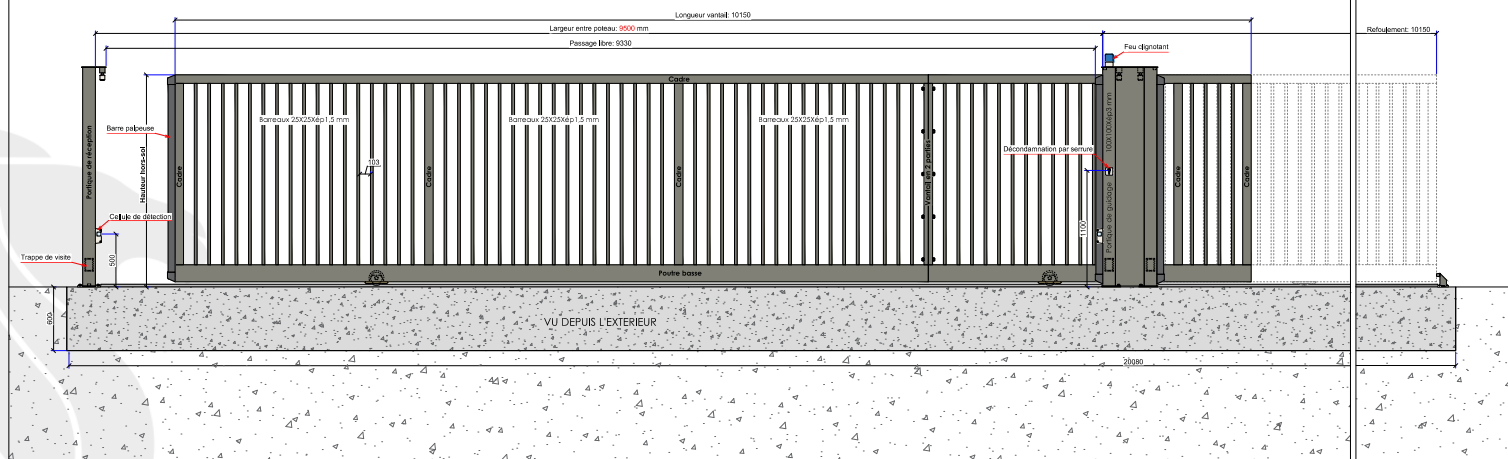 Longueur vantail: 10150
Largeur entre poteau: 9500 mm
Refoulement: 10150
Passage libre: 9330
Feu clignotant
Cadre
Barreaux 25X25Xép1,5 mm
Barreaux 25X25Xép1,5 mm
Barreaux 25X25Xép1,5 mm
Barre palpeuse
Portique de réception
Hauteur hors-sol
Cadre
103
Cadre
Cadre
Vantail en 2 parties
Décondamnation par serrure
100X100Xép3 mm
Portique de guidage
Cadre
Cadre
Cellule de détection
1100
Trappe de visite
500
Poutre basse
600
VU DEPUIS L'EXTERIEUR
20080